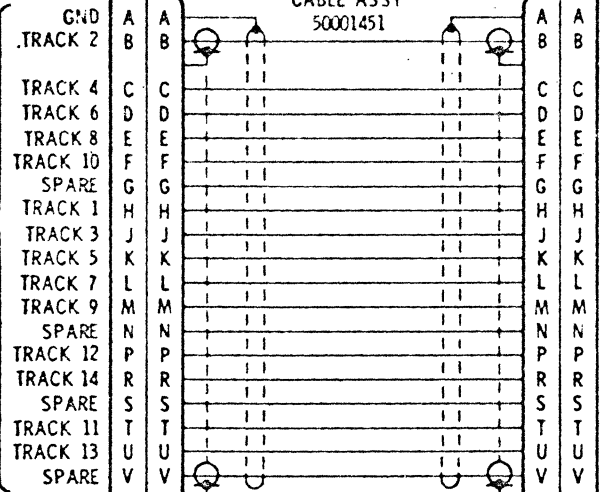 CABLE ASSY
50001451
GND A A A A
.TRACK 2 B B B B
TRACK 4 C C C C
TRACK 6 D D D D
TRACK 8 E E E E
TRACK 10 F F F F
SPARE G G G G
TRACK 1 H H H H
TRACK 3 J J J J
TRACK 5 K K K K
TRACK 7 L L L L
TRACK 9 M M M M
SPARE N N N N
TRACK 12 P P P P
TRACK 14 R R R R
SPARE S S S S
TRACK 11 T T T T
TRACK 13 U U U U
SPARE V V V V